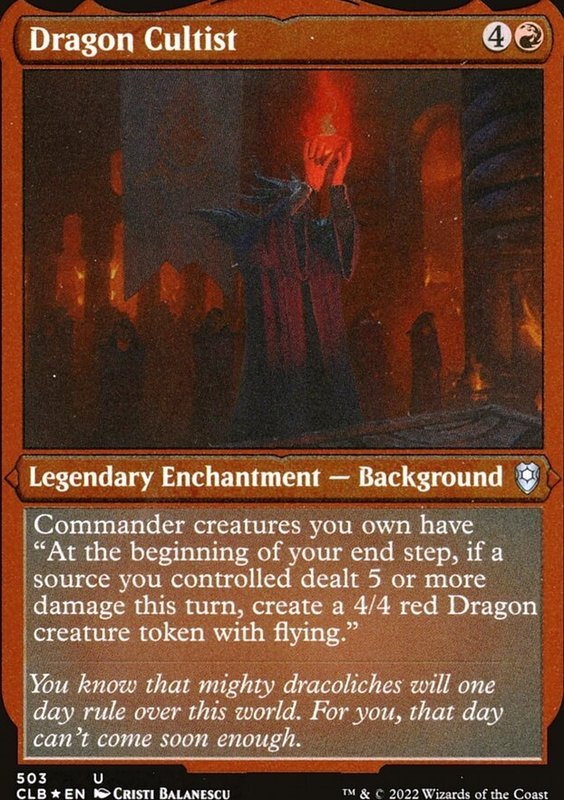 Dragon Cultist 4
Legendary Enchantment — Background
Commander creatures you own have
“At the beginning of your end step, if a
source you controlled dealt 5 or more
damage this turn, create a 4/4 red Dragon
creature token with flying.”
You know that mighty dracoliches will one
day rule over this world. For you, that day
can’t come soon enough.
503 U
CLB★EN Cristi Balanescu ™ & © 2022 Wizards of the Coast